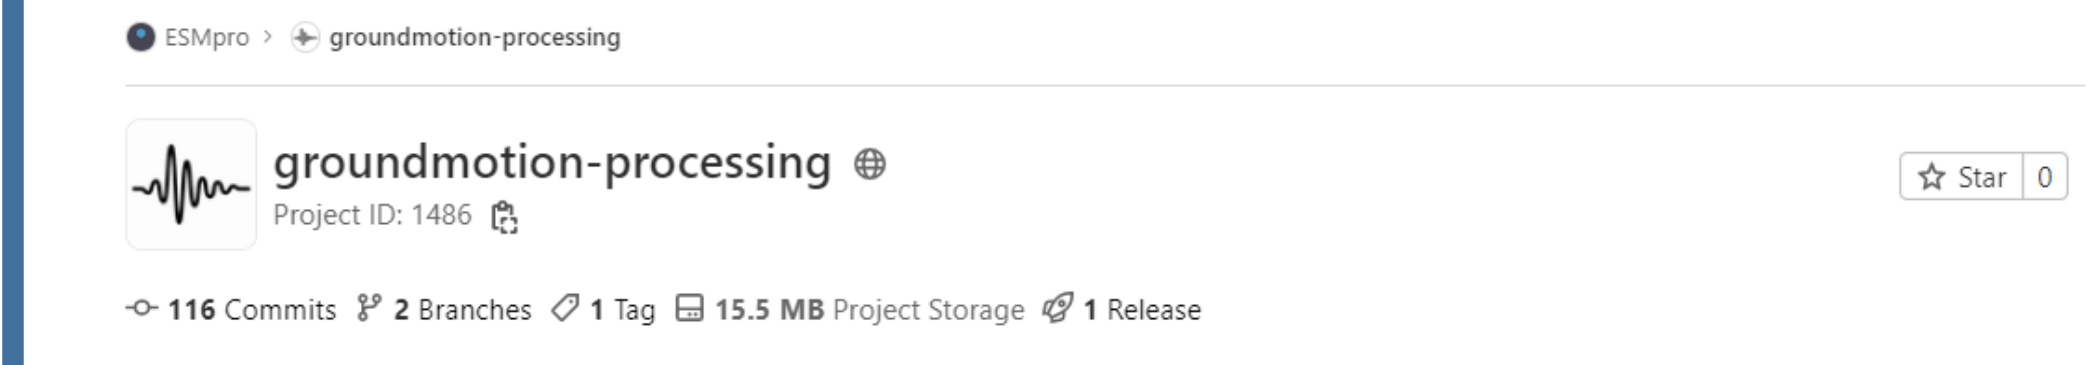 ESMpro > groundmotion-processing
groundmotion-processing
Project ID: 1486
Star 0
116 Commits 2 Branches 1 Tag 15.5 MB Project Storage 1 Release